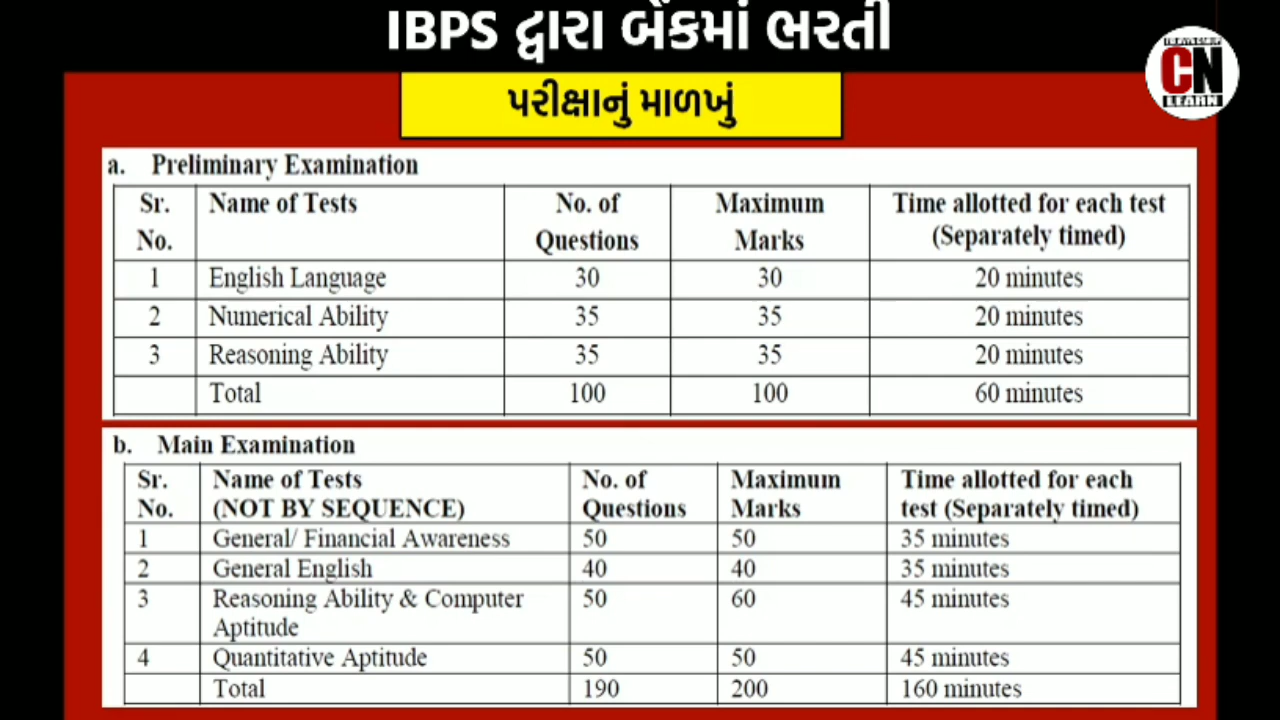 IBPS દ્વારા બેંકમાં ભરતી
CN
LEARN
પરીક્ષાનું માળખું
a. Preliminary Examination
Sr. No. Name of Tests No. of Questions Maximum Marks Time allotted for each test (Separately timed)
1 English Language 30 30 20 minutes
2 Numerical Ability 35 35 20 minutes
3 Reasoning Ability 35 35 20 minutes
Total 100 100 60 minutes
b. Main Examination
Sr. No. Name of Tests (NOT BY SEQUENCE) No. of Questions Maximum Marks Time allotted for each test (Separately timed)
1 General/ Financial Awareness 50 50 35 minutes
2 General English 40 40 35 minutes
3 Reasoning Ability & Computer Aptitude 50 60 45 minutes
4 Quantitative Aptitude 50 50 45 minutes
Total 190 200 160 minutes